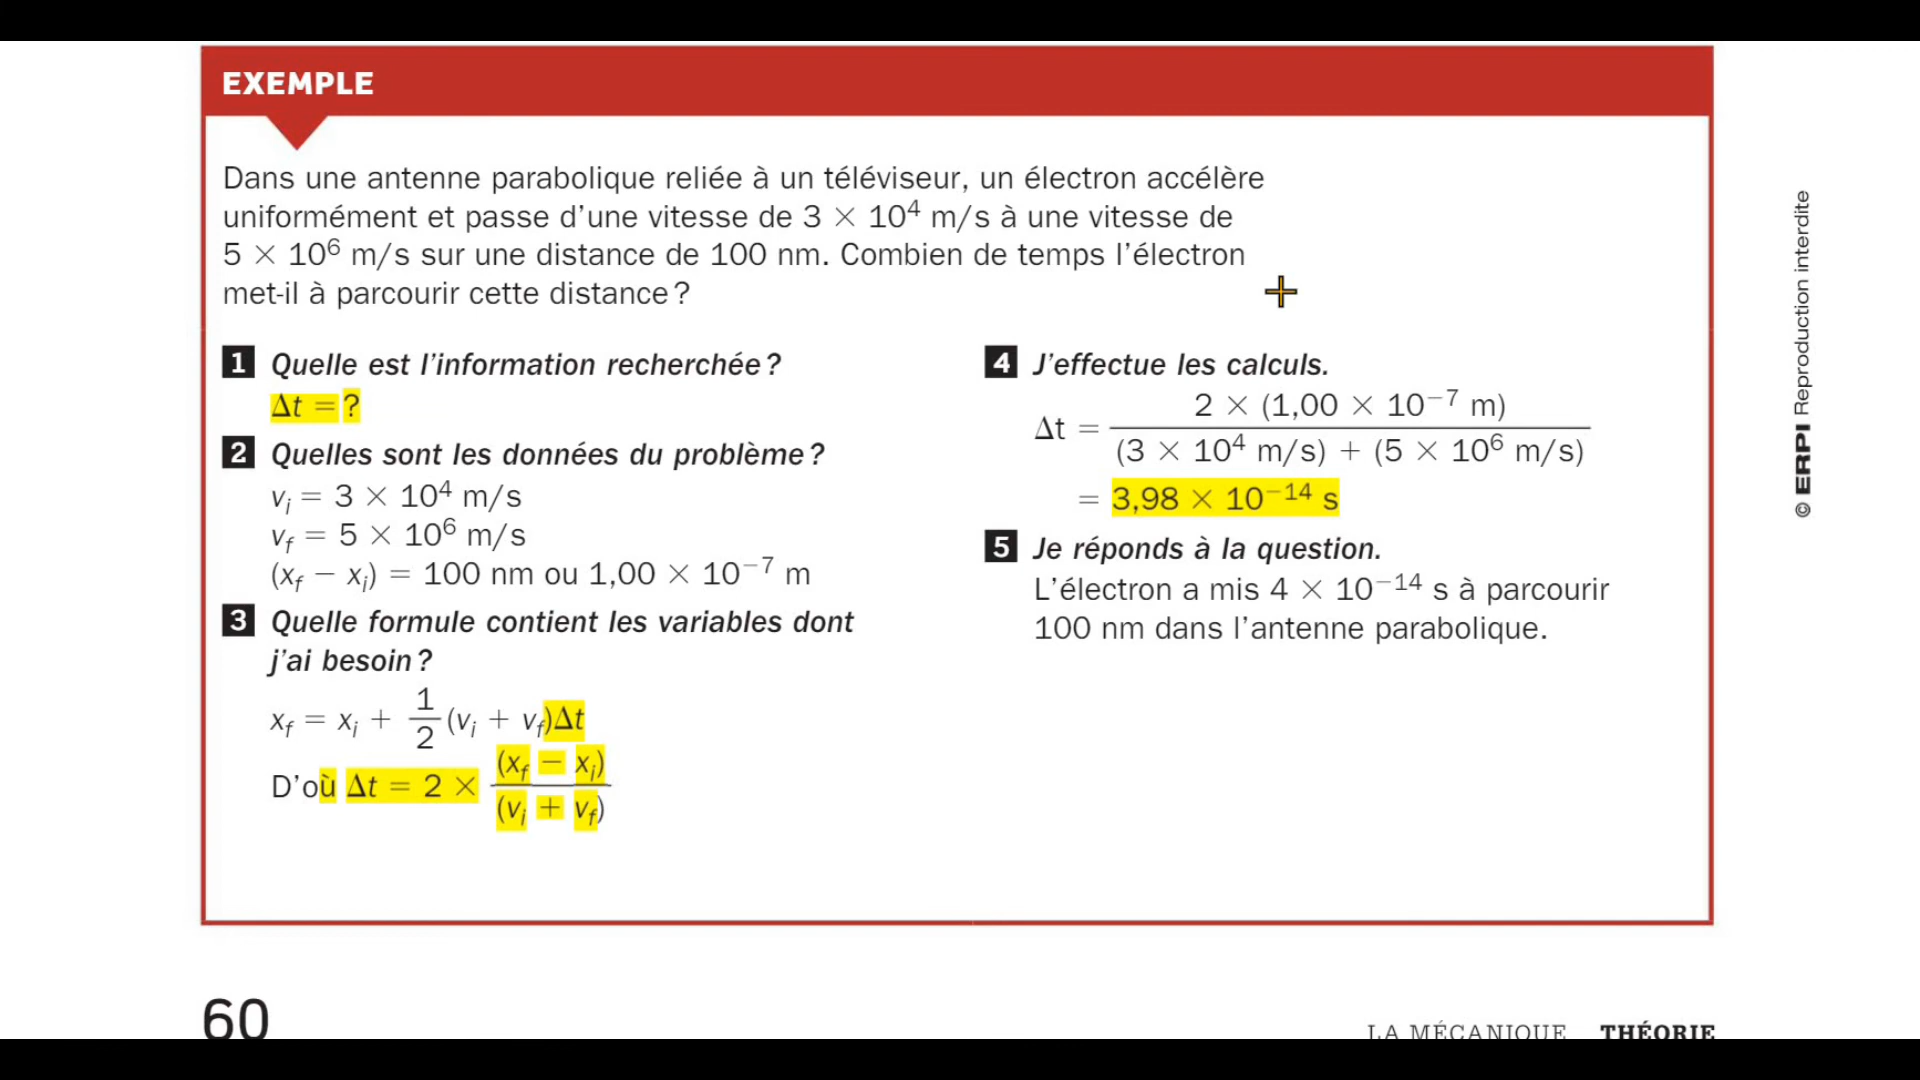 EXEMPLE
Dans une antenne parabolique reliée à un téléviseur, un électron accélère
uniformément et passe d’une vitesse de 3 × 10⁴ m/s à une vitesse de
5 × 10⁶ m/s sur une distance de 100 nm. Combien de temps l’électron
met-il à parcourir cette distance ?
1 Quelle est l’information recherchée ?
Δt = ?
2 Quelles sont les données du problème ?
vᵢ = 3 × 10⁴ m/s
v_f = 5 × 10⁶ m/s
(x_f − xᵢ) = 100 nm ou 1,00 × 10⁻⁷ m
3 Quelle formule contient les variables dont
j’ai besoin ?
x_f = xᵢ + 1/2 (vᵢ + v_f)Δt
D’où Δt = 2 × (x_f − xᵢ)/(vᵢ + v_f)
4 J’effectue les calculs.
Δt = 2 × (1,00 × 10⁻⁷ m)/(3 × 10⁴ m/s) + (5 × 10⁶ m/s)
= 3,98 × 10⁻¹⁴ s
5 Je réponds à la question.
L’électron a mis 4 × 10⁻¹⁴ s à parcourir
100 nm dans l’antenne parabolique.
© ERPI Reproduction interdite
60
LA MÉCANIQUE THÉORIE